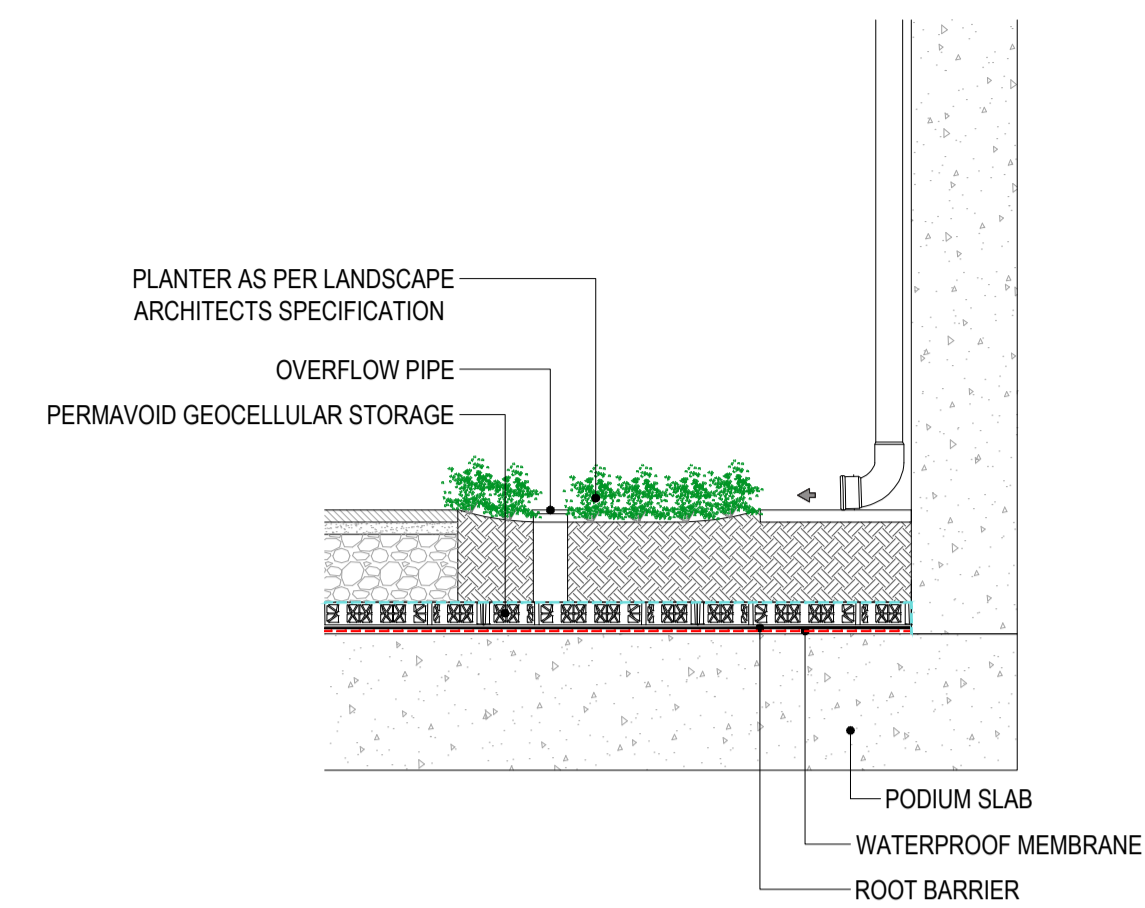 PLANTER AS PER LANDSCAPE
ARCHITECTS SPECIFICATION
OVERFLOW PIPE
PERMAVOID GEOCELLULAR STORAGE
PODIUM SLAB
WATERPROOF MEMBRANE
ROOT BARRIER